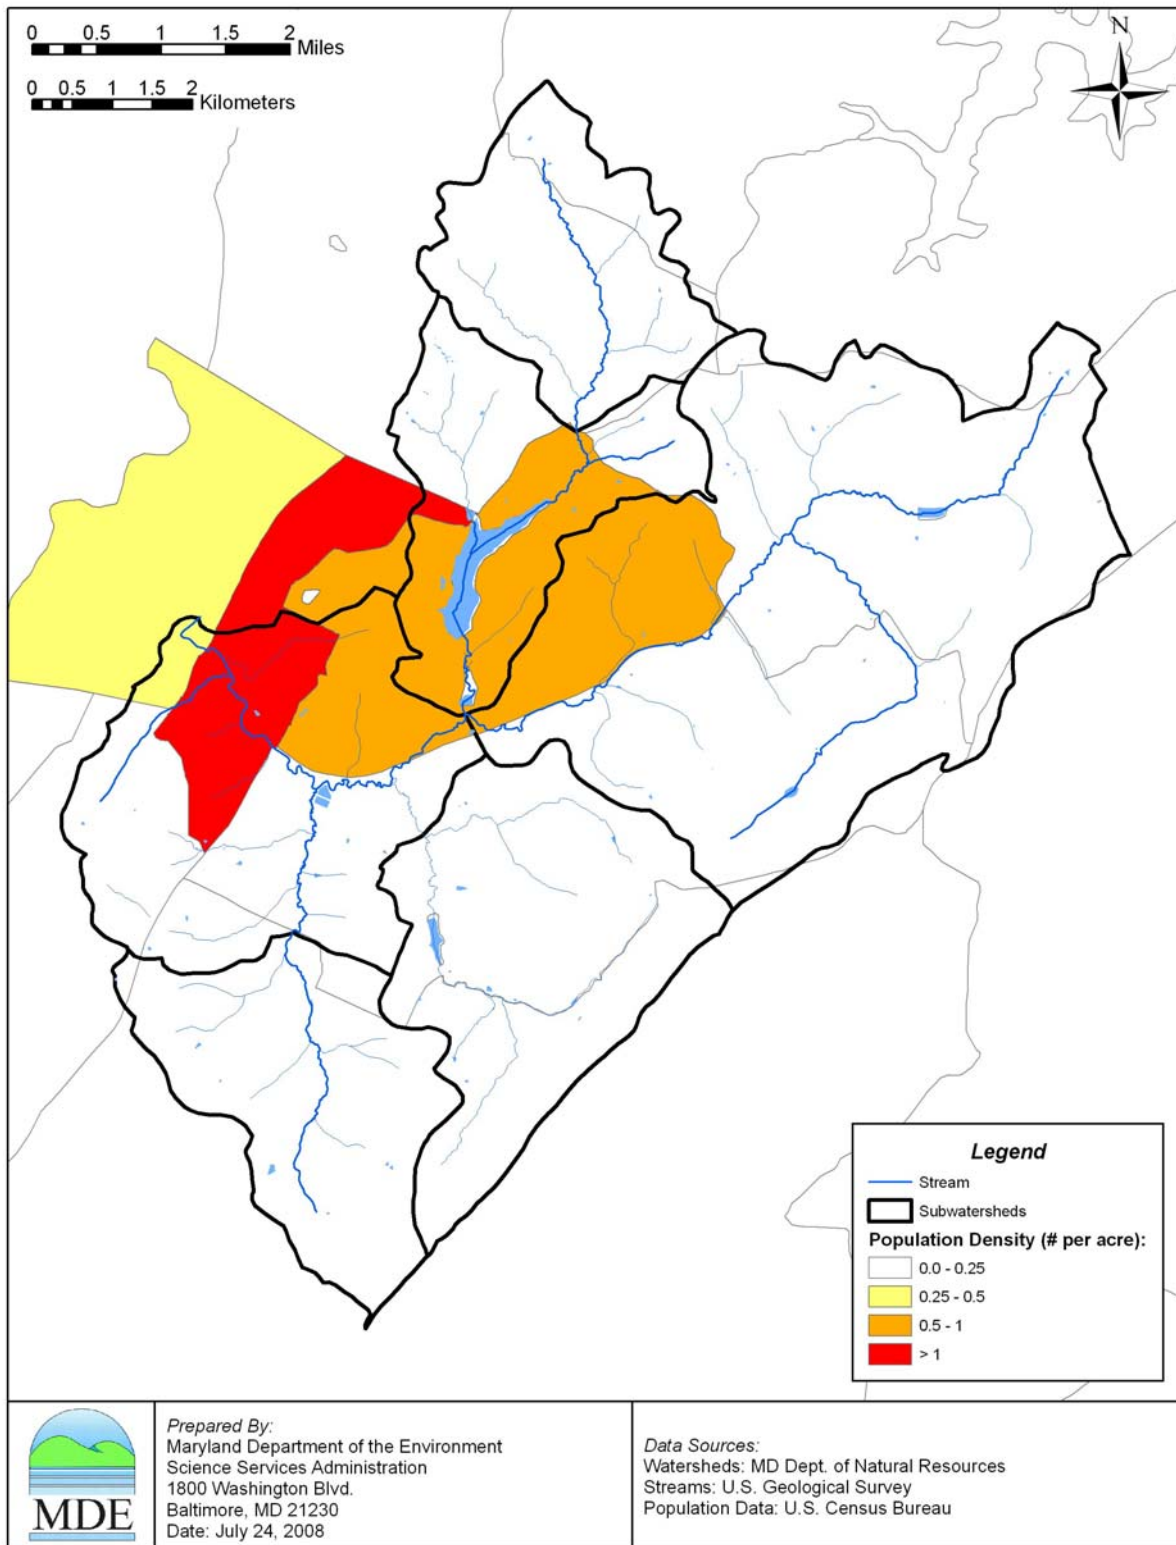 0 0.5 1 2
Miles
0 0.5 1 1.5 2
Kilometers
N
Legend
Stream
Subwatersheds
Population Density (# per acre):
0.0 - 0.25
0.25 - 0.5
0.5 - 1
> 1
MDE
Prepared By:
Maryland Department of the Environment
Science Services Administration
1800 Washington Blvd.
Baltimore, MD 21230
Date: July 24, 2008
Data Sources:
Watersheds: MD Dept. of Natural Resources
Streams: U.S. Geological Survey
Population Data: U.S. Census Bureau